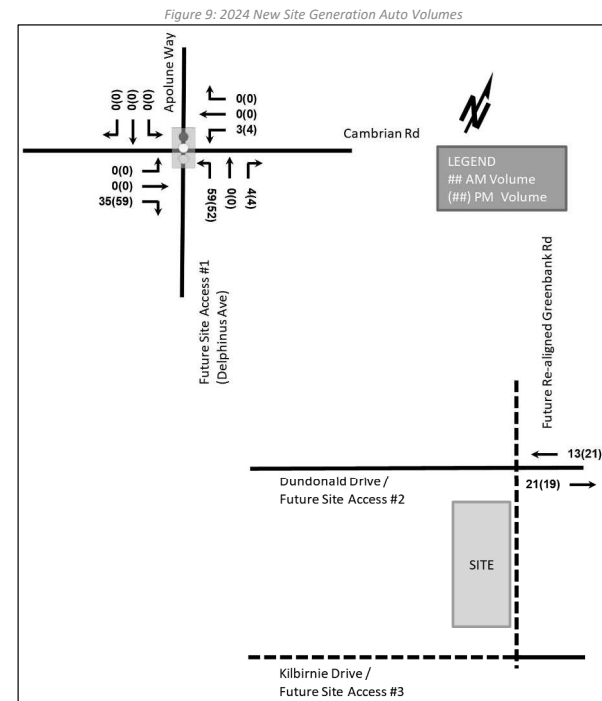 Figure 9: 2024 New Site Generation Auto Volumes
Apolune Way
0(0)
0(0)
0(0)
0(0)
0(0)
3(4)
Cambrian Rd
LEGEND
## AM Volume
(##) PM Volume
0(0)
0(0)
35(59)
59(52)
0(0)
4(4)
Future Site Access #1
(Delphinus Ave)
Future Re-aligned Greenbank Rd
13(21)
21(19)
Dundonald Drive /
Future Site Access #2
SITE
Kilbirnie Drive /
Future Site Access #3